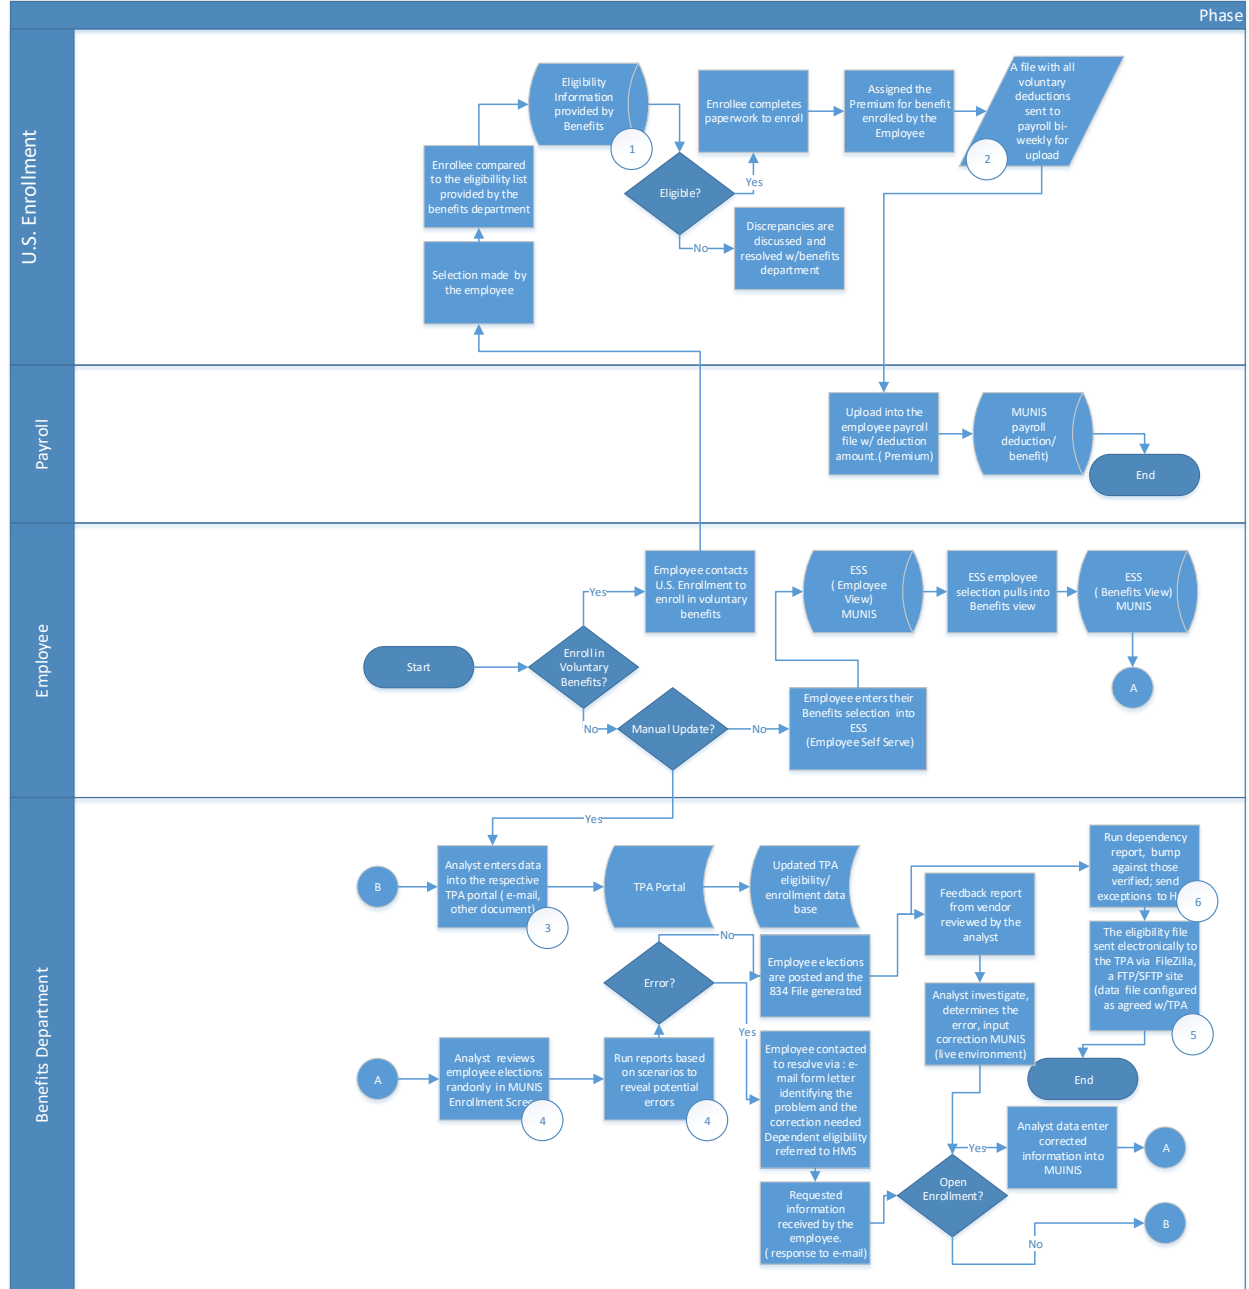 Phase
U.S. Enrollment
Eligibility
Information
provided by
Benefits
1
Enrollee completes
paperwork to enroll
Assigned the
Premium for benefit
enrolled by the
Employee
A file with all
voluntary
deductions
sent to
payroll bi-
weekly for
upload
2
Enrollee compared
to the eligibillity list
provided by the
benefits department
Eligible?
Yes
No
Discrepancies are
discussed and
resolved w/benefits
department
Selection made by
the employee
Payroll
Upload into the
employee payroll
file w/ deduction
amount.( Premium)
MUNIS
payroll
deduction/
benefit)
End
Employee
Employee contacts
U.S. Enrollment to
enroll in voluntary
benefits
Yes
ESS
( Employee
View)
MUNIS
ESS employee
selection pulls into
Benefits view
ESS
( Benefits View)
MUNIS
Start
Enroll in
Voluntary
Benefits?
A
No
Manual Update?
No
Employee enters their
Benefits selection into
ESS
(Employee Self Serve)
Benefits Department
Yes
B
Analyst enters data
into the respective
TPA portal ( e-mail,
other document)
3
TPA Portal
Updated TPA
eligibility/
enrollment data
base
Feedback report
from vendor
reviewed by the
analyst
Run dependency
report, bump
against those
verified; send
exceptions to H
6
No
Error?
Yes
Employee elections
are posted and the
834 File generated
The eligibility file
sent electronically to
the TPA via FileZilla,
a FTP/SFTP site
(data file configured
as agreed w/TPA
5
Analyst investigate,
determines the
error, input
correction MUNIS
(live environment)
End
A
Analyst reviews
employee elections
randonly in MUNIS
Enrollment Scree
4
Run reports based
on scenarios to
reveal potential
errors
4
Employee contacted
to resolve via : e-
mail form letter
identifying the
problem and the
correction needed
Dependent eligibility
referred to HMS
Yes
Analyst data enter
corrected
information into
MUINIS
A
Requested
information
received by the
employee.
( response to e-mail)
Open
Enrollment?
No
B